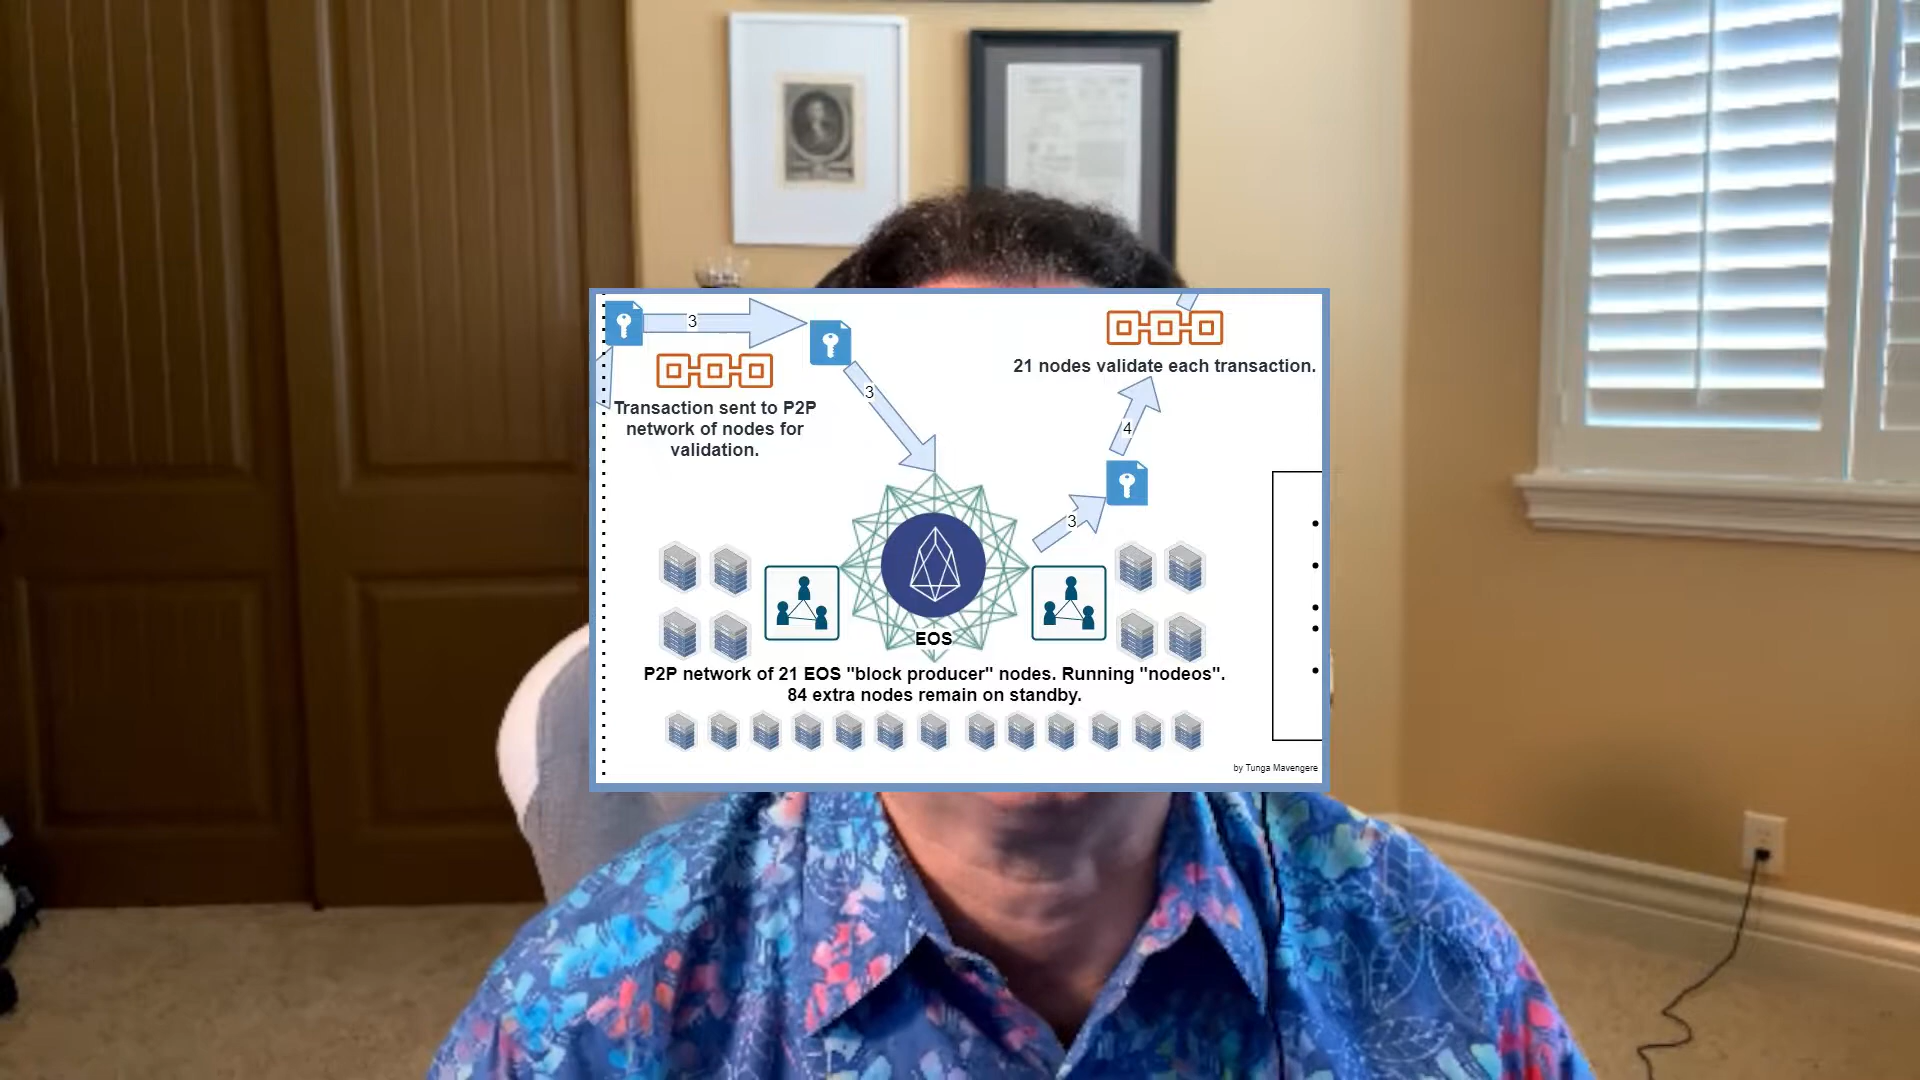 3
Transaction sent to P2P
network of nodes for
validation.
3
21 nodes validate each transaction.
4
3
EOS
P2P network of 21 EOS "block producer" nodes. Running "nodeos".
84 extra nodes remain on standby.
by Tunga Mavengere